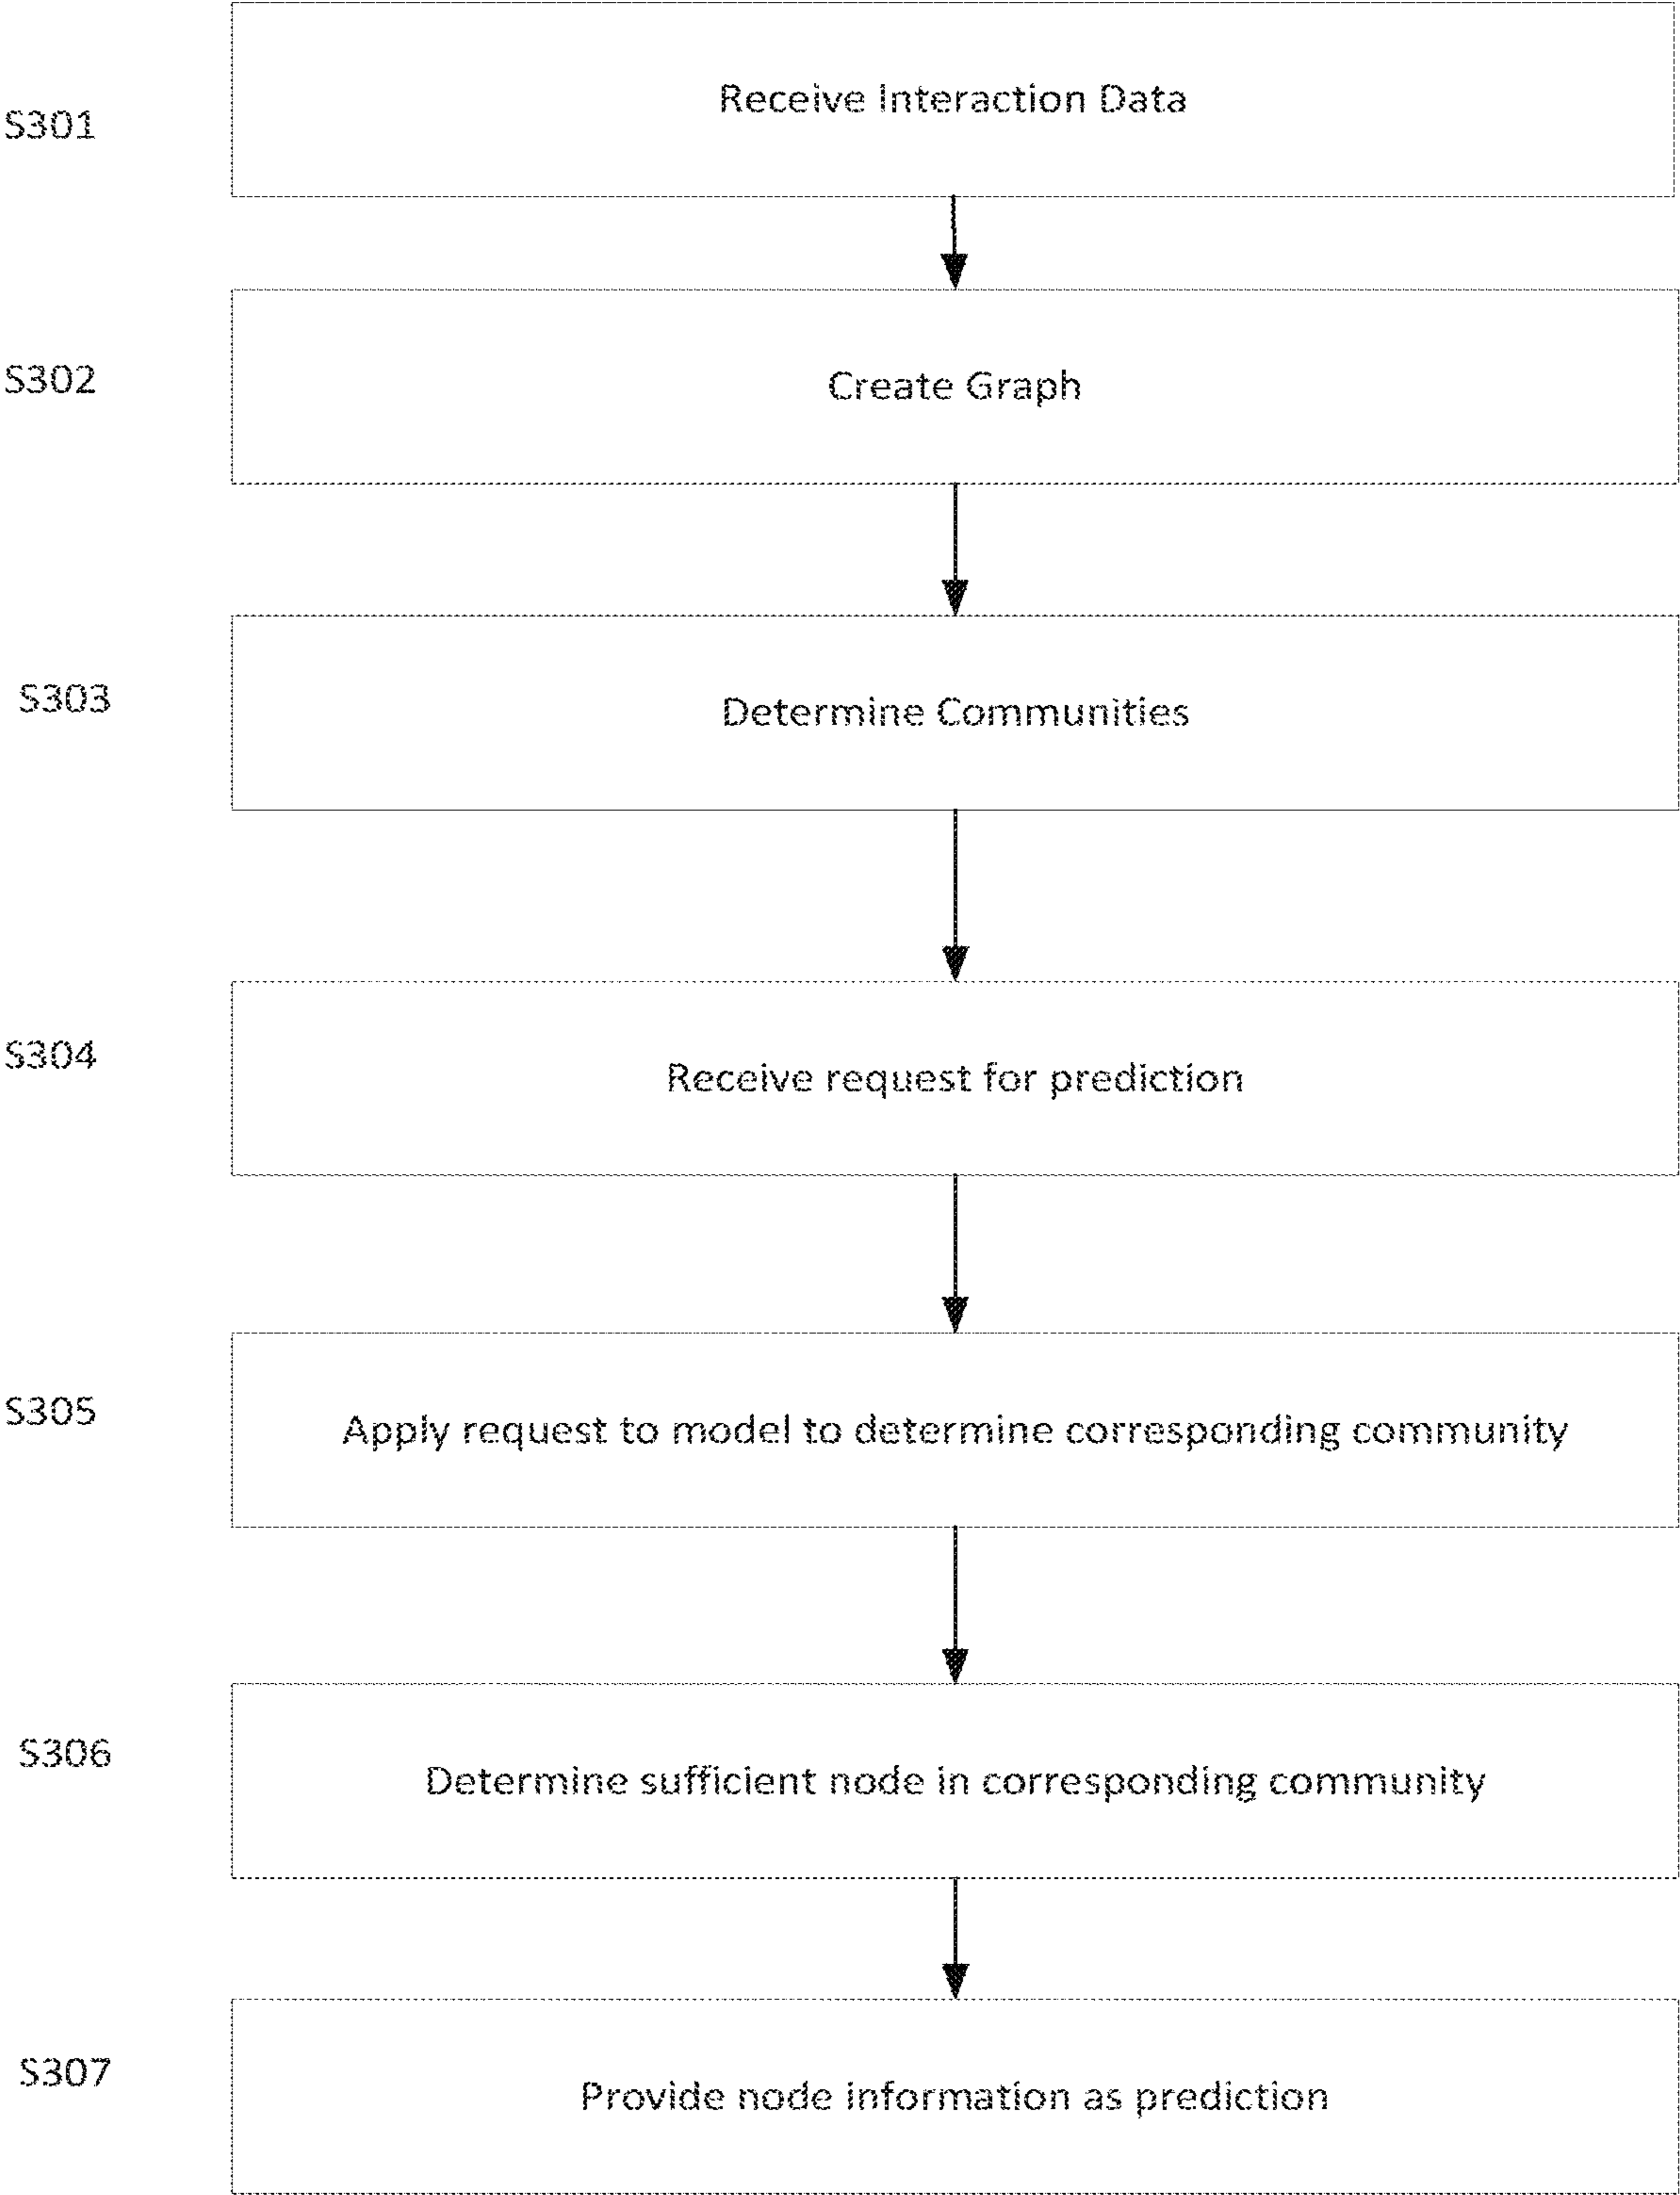 S301
Receive Interaction Data
S302
Create Graph
S303
Determine Communities
S304
Receive request for prediction
S305
Apply request to model to determine corresponding community
S306
Determine sufficient node in corresponding community
S307
Provide node information as prediction